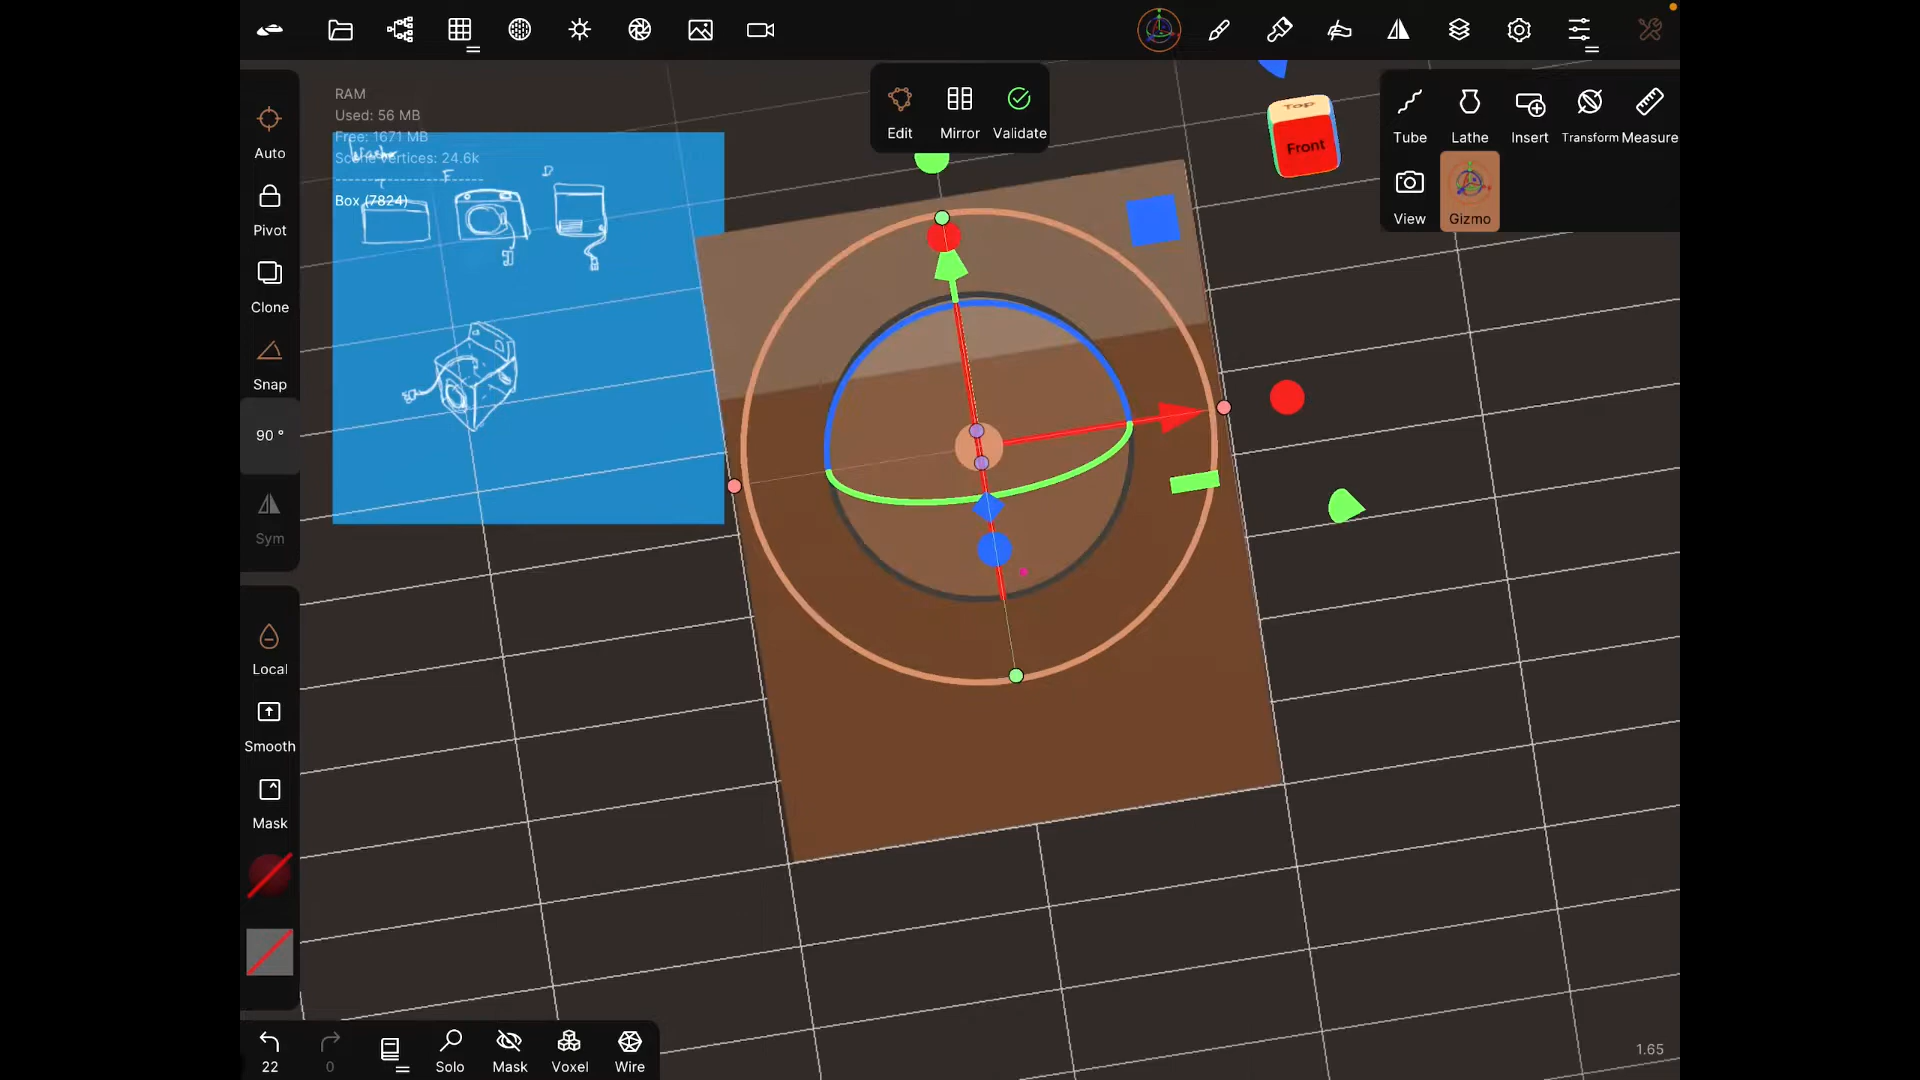 RAM
Used: 56 MB
Free: 1671 MB
Scene vertices: 24.6k
Box (7824)
Washer
T F D
Edit Mirror Validate
Top
Front
Tube Lathe Insert Transform Measure
View Gizmo
Auto
Pivot
Clone
Snap
90 °
Sym
Local
Smooth
Mask
22 0 Solo Mask Voxel Wire
1.65